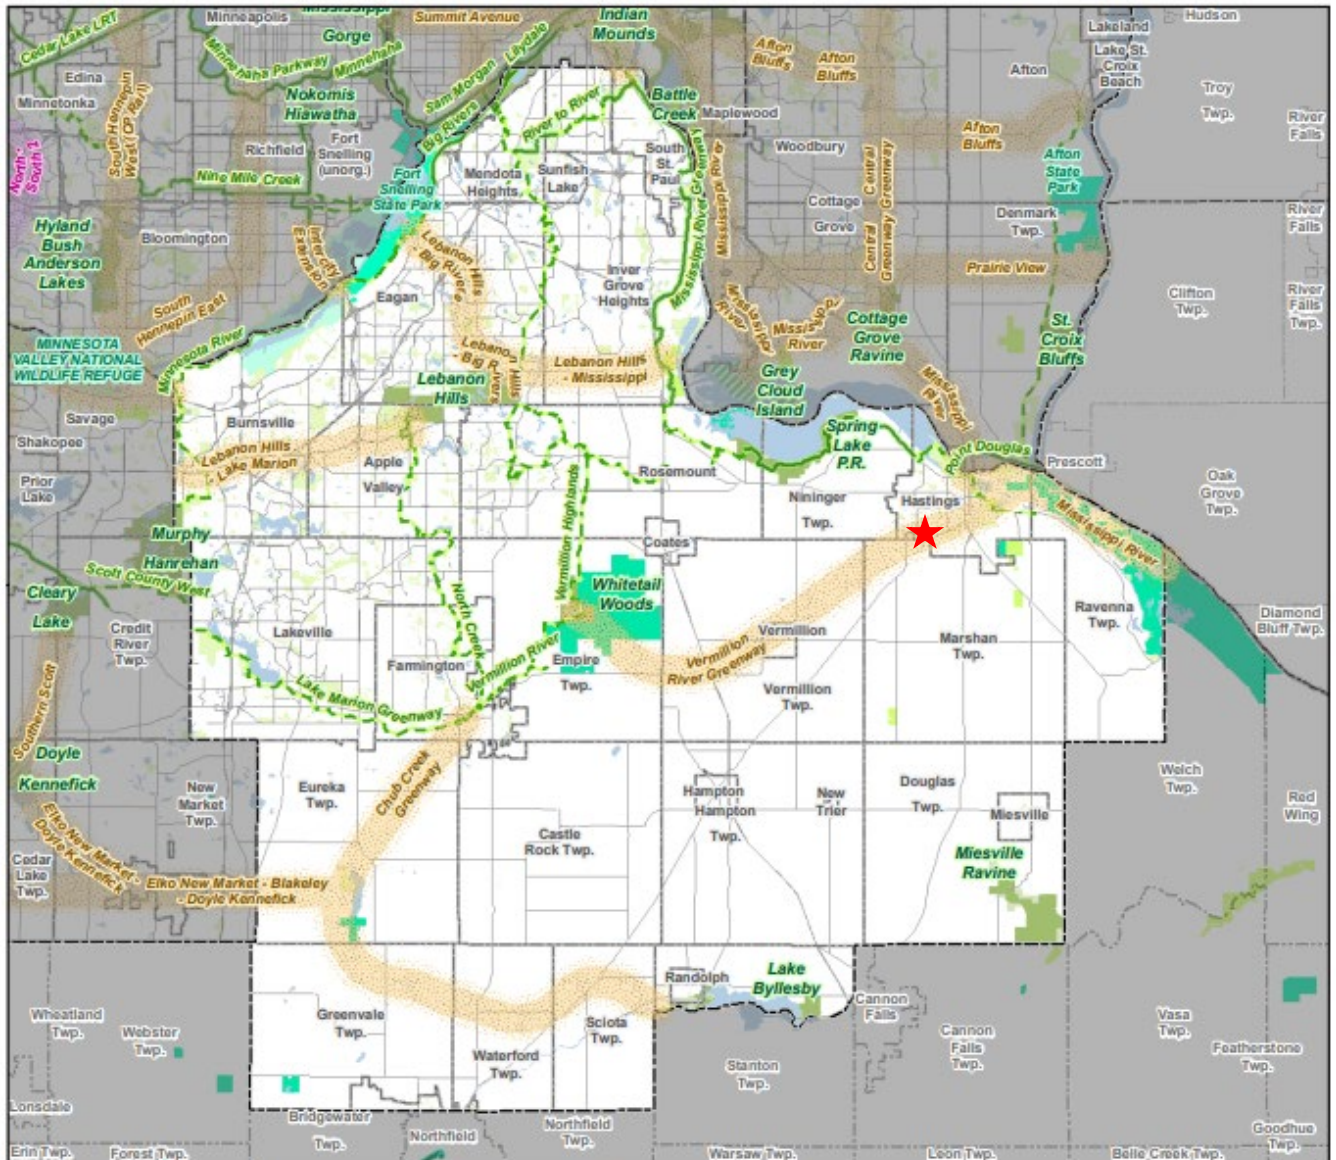 Minneapolis
Mississippi
Gorge
Summit Avenue
Indian
Mounds
Lakeland
Hudson
Cedar Lake LRT
Minnehaha Parkway
Minnehaha
Lilydale
Sam Morgan
Afton
Bluffs
Afton
Bluffs
Lake St.
Croix
Beach
Afton
Edina
Minnetonka
South Hennepin
West (CP Rail)
Nokomis
Hiawatha
Big Rivers
River to River
Battle
Creek
Maplewood
Troy
Twp.
River
Falls
North -
South 1
Richfield
Fort
Snelling
(unorg.)
Nine Mile Creek
Fort
Snelling
State Park
Mendota
Heights
Sunfish
Lake
South
St.
Paul
Woodbury
Afton
Bluffs
Afton
State
Park
Hyland
Bush
Anderson
Lakes
Bloomington
Intercity
Extension
Lebanon Hills
- Big Rivers
Mississippi River Greenway
Mississippi River
Cottage
Grove
Central
Central
Greenway
Greenway
Denmark
Twp.
River
Falls
Prairie View
Eagan
Inver
Grove
Heights
South
Hennepin East
Minnesota River
MINNESOTA
VALLEY NATIONAL
WILDLIFE REFUGE
Mississippi
River
Mississippi
River
Cottage
Grove
Ravine
St.
Croix
Bluffs
Clifton
Twp.
River
Falls
Twp.
Lebanon Hills
- Big Rivers
Lebanon Hills
- Mississippi
Lebanon
Hills
Grey
Cloud
Island
Mississippi
River
Savage
Shakopee
Burnsville
Lebanon Hills
- Lake Marion
Spring
Lake
P.R.
Point Douglas
Prescott
Prior
Lake
Apple
Valley
Rosemount
Nininger
Twp.
Hastings
Oak
Grove
Twp.
Mississippi River
Murphy
Hanrehan
Scott County West
Vermillion Highlands
Coates
Whitetail
Woods
Cleary
Lake
Credit
River
Twp.
Lakeville
North Creek
Farmington
Vermillion River
Empire
Twp.
Vermillion
River Greenway
Vermillion
Vermillion
Twp.
Marshan
Twp.
Ravenna
Twp.
Diamond
Bluff Twp.
Lake Marion Greenway
Southern Scott
Doyle
Kennefick
New
Market
Twp.
Eureka
Twp.
Chub Creek
Greenway
Hampton
Hampton
Twp.
New
Trier
Douglas
Twp.
Miesville
Welch
Twp.
Red
Wing
Elko New Market -
Doyle Kennefick
Castle
Rock Twp.
Miesville
Ravine
Cedar
Lake
Twp.
Elko New Market - Blakeley
- Doyle Kennefick
Randolph
Lake
Byllesby
Cannon
Falls
Wheatland
Twp.
Webster
Twp.
Greenvale
Twp.
Sciota
Twp.
Waterford
Twp.
Stanton
Twp.
Cannon
Falls
Twp.
Vasa
Twp.
Featherstone
Twp.
Lonsdale
Bridgewater
Twp.
Northfield
Northfield
Twp.
Goodhue
Twp.
Erin Twp.
Forest Twp.
Warsaw Twp.
Leon Twp.
Belle Creek Twp.